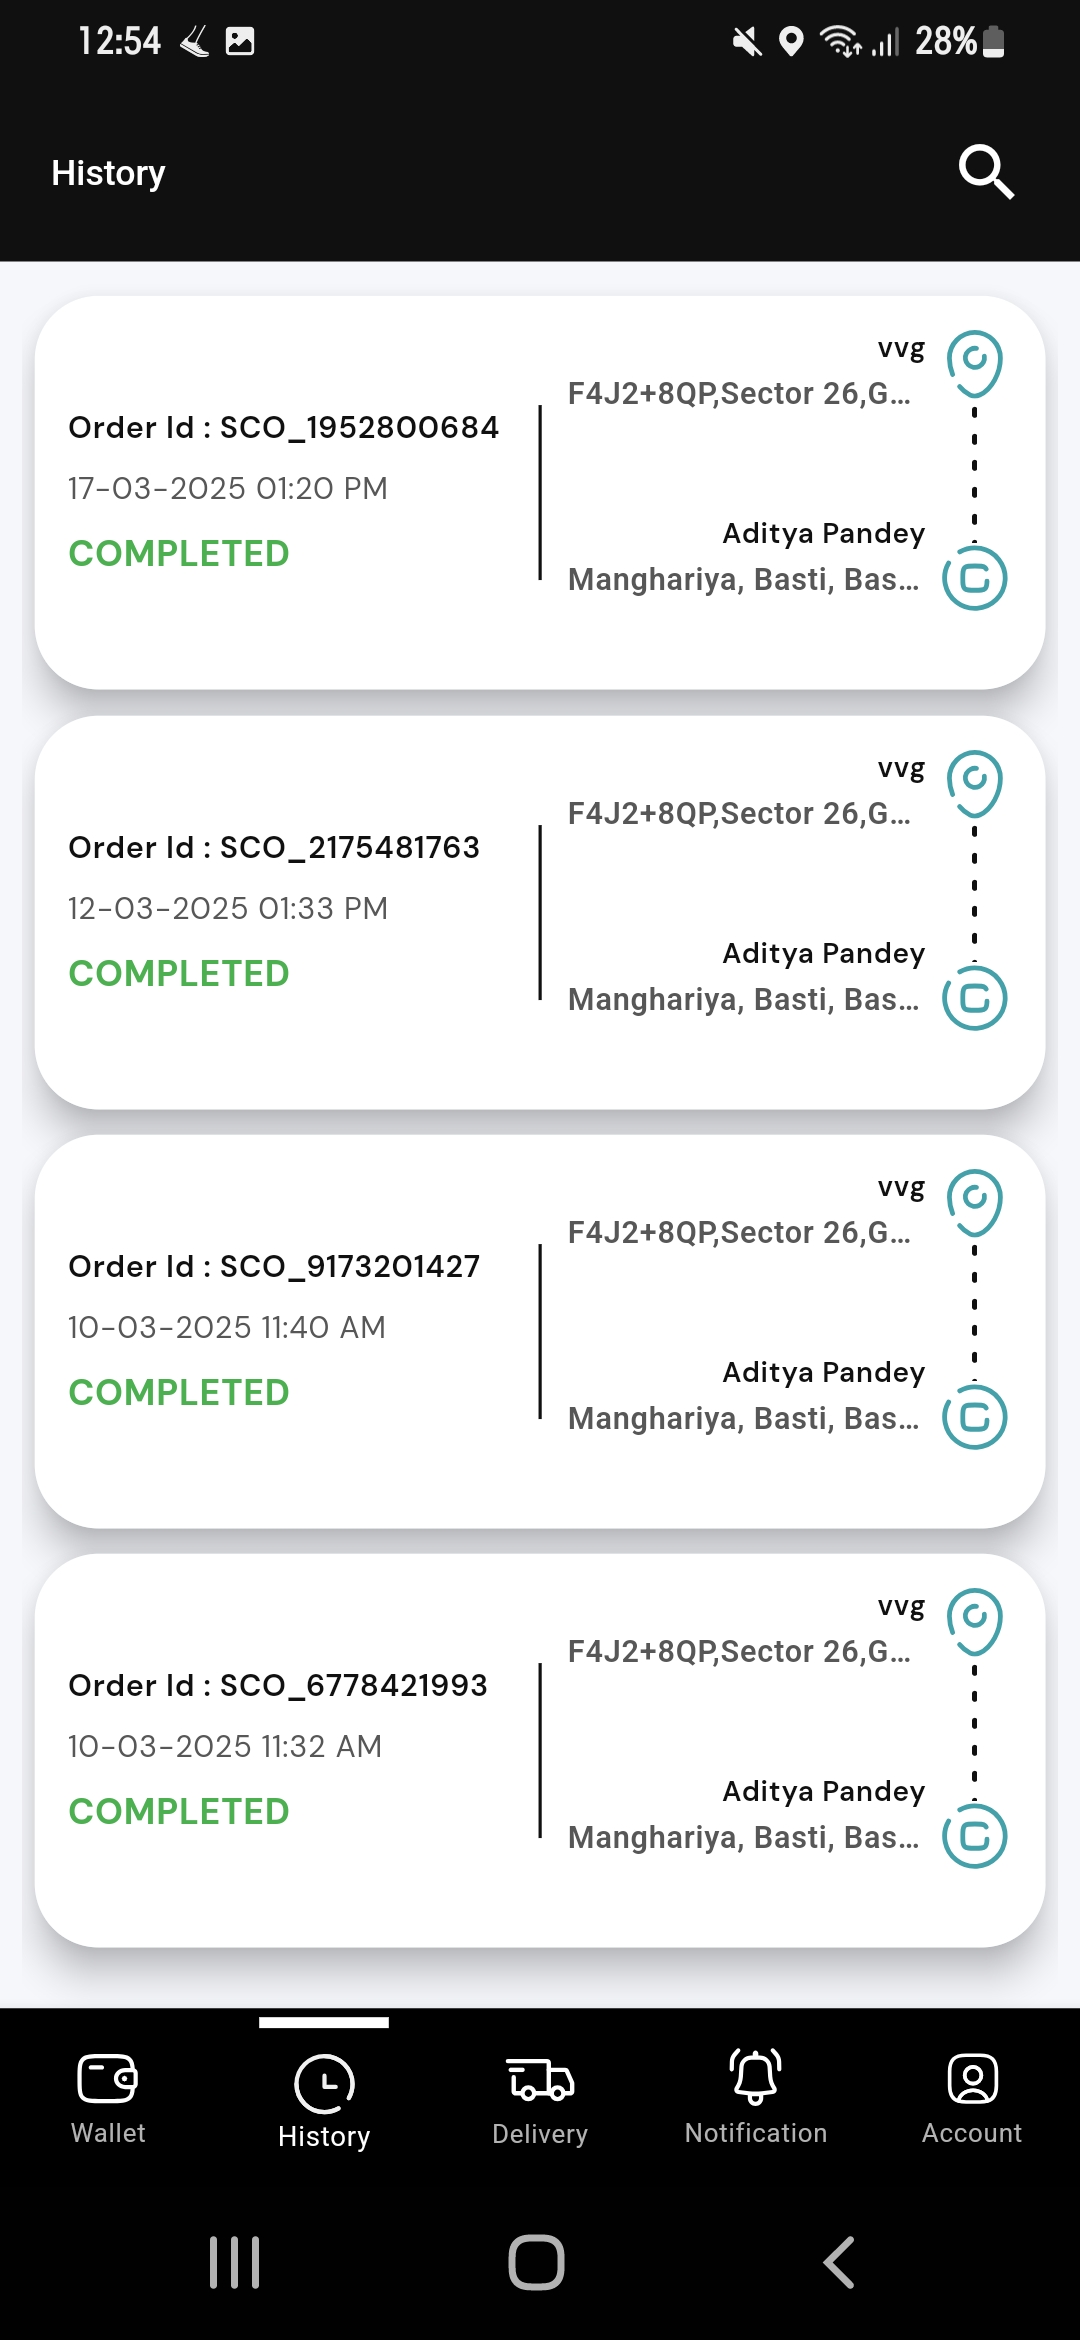 12:54
28%
History
vvg
F4J2+8QP,Sector 26,G...
Order Id : SCO_1952800684
17-03-2025 01:20 PM
COMPLETED
Aditya Pandey
Manghariya, Basti, Bas...
vvg
F4J2+8QP,Sector 26,G...
Order Id : SCO_2175481763
12-03-2025 01:33 PM
COMPLETED
Aditya Pandey
Manghariya, Basti, Bas...
vvg
F4J2+8QP,Sector 26,G...
Order Id : SCO_9173201427
10-03-2025 11:40 AM
COMPLETED
Aditya Pandey
Manghariya, Basti, Bas...
vvg
F4J2+8QP,Sector 26,G...
Order Id : SCO_6778421993
10-03-2025 11:32 AM
COMPLETED
Aditya Pandey
Manghariya, Basti, Bas...
Wallet
History
Delivery
Notification
Account